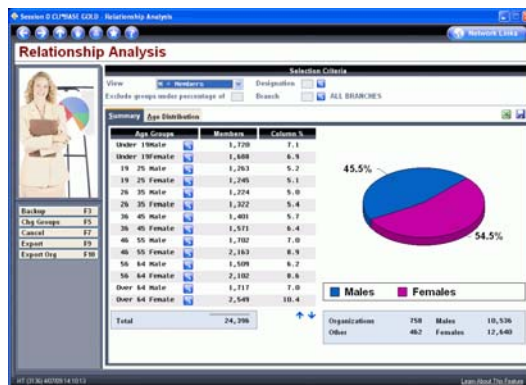 Session 0 CU*BASE GOLD - Relationship Analysis
Network Links
Relationship Analysis
Selection Criteria
View M = Members Designation
Exclude groups under percentage of Branch ALL BRANCHES
Summary Age Distribution
Age Groups Members Column %
Under 19Male 1,720 7.1
Under 19Female 1,688 6.9
19 25 Male 1,263 5.2
19 25 Female 1,245 5.1
26 35 Male 1,224 5.0
26 35 Female 1,322 5.4
36 45 Male 1,401 5.7
36 45 Female 1,571 6.4
46 55 Male 1,702 7.0
46 55 Female 2,163 8.9
56 64 Male 1,509 6.2
56 64 Female 2,102 8.6
Over 64 Male 1,717 7.0
Over 64 Female 2,549 10.4
Total 24,396
45.5%
54.5%
Males Females
Organizations 758 Males 10,536
Other 462 Females 12,640
Backup F3
Chg Groups F5
Cancel F7
Export F9
Export Org F10
Learn About This Feature